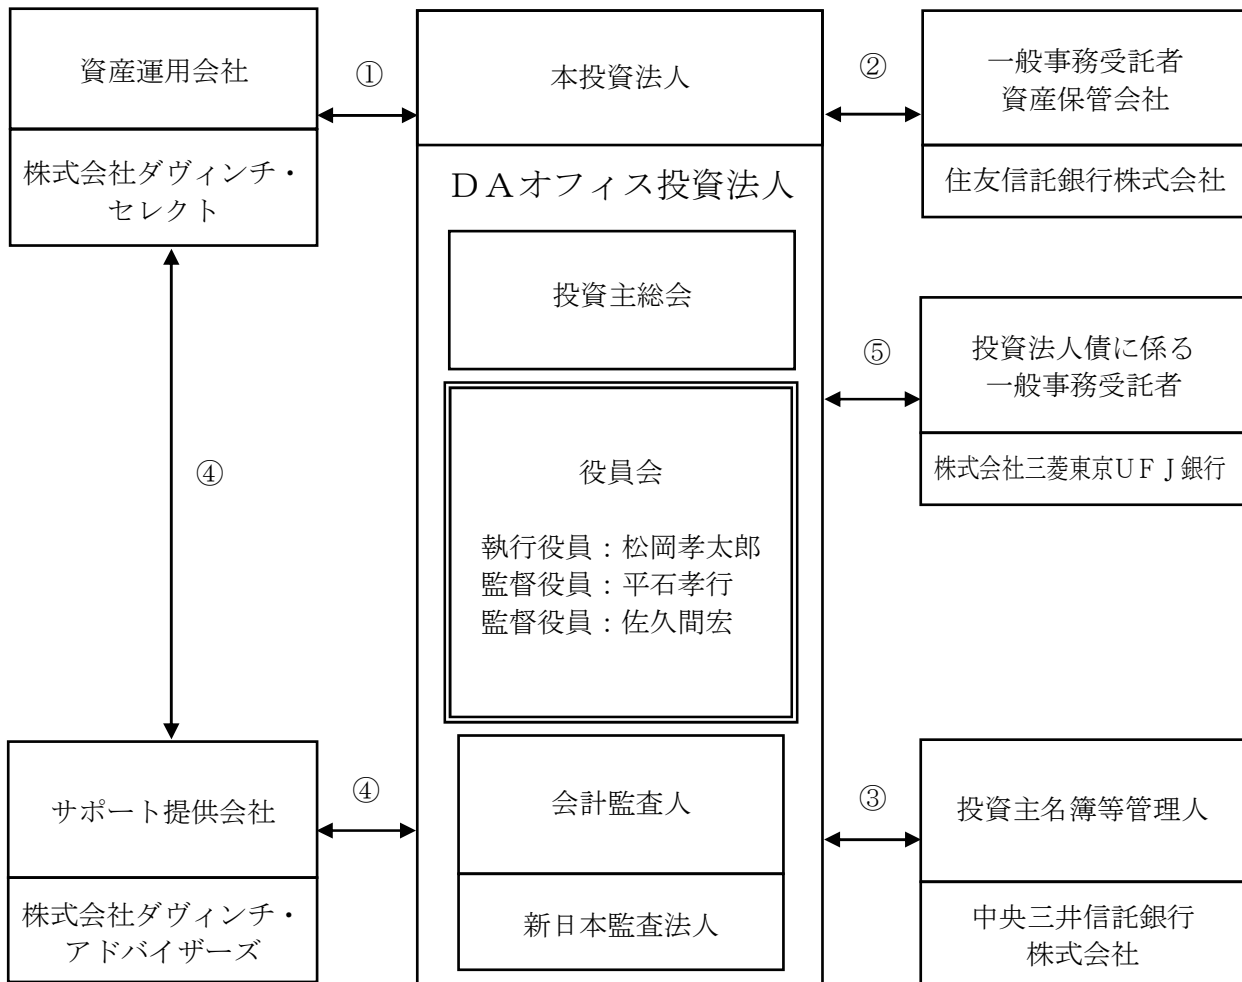 資産運用会社
株式会社ダヴィンチ・
セレクト
①
本投資法人
ＤＡオフィス投資法人
②
一般事務受託者
資産保管会社
住友信託銀行株式会社
投資主総会
⑤
投資法人債に係る
一般事務受託者
株式会社三菱東京ＵＦＪ銀行
④
役員会
執行役員：松岡孝太郎
監督役員：平石孝行
監督役員：佐久間宏
サポート提供会社
株式会社ダヴィンチ・
アドバイザーズ
④
会計監査人
新日本監査法人
③
投資主名簿等管理人
中央三井信託銀行
株式会社